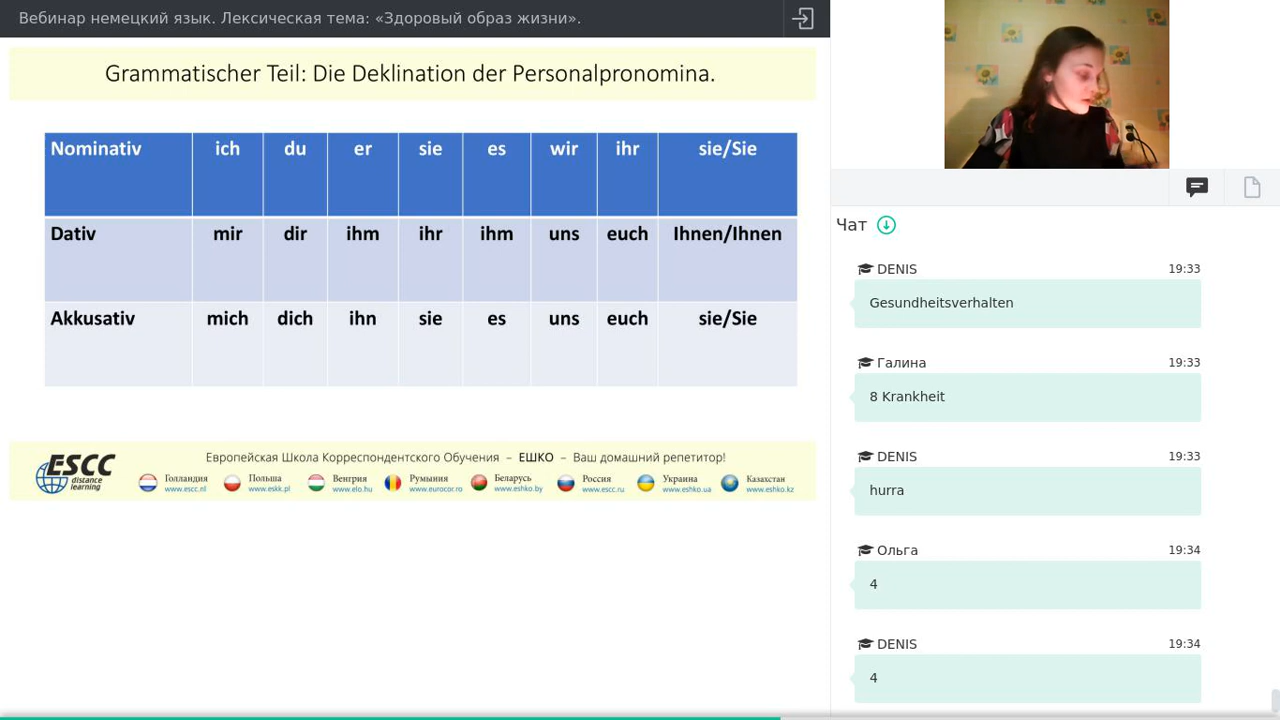 Вебинар немецкий язык. Лексическая тема: «Здоровый образ жизни».
Grammatischer Teil: Die Deklination der Personalpronomina.
Nominativ ich du er sie es wir ihr sie/Sie
Dativ mir dir ihm ihr ihm uns euch Ihnen/Ihnen
Akkusativ mich dich ihn sie es uns euch sie/Sie
ESCC
distance
learning
Европейская Школа Корреспондентского Обучения – ЕШКО – Ваш домашний репетитор!
Голландия Польша Венгрия Румыния Беларусь Россия Украина Казахстан
www.escc.nl www.eskk.pl www.elo.hu www.eurocor.ro www.eshko.by www.escc.ru www.eshko.ua www.eshko.kz
Чат
DENIS 19:33
Gesundheitsverhalten
Галина 19:33
8 Krankheit
DENIS 19:33
hurra
Ольга 19:34
4
DENIS 19:34
4